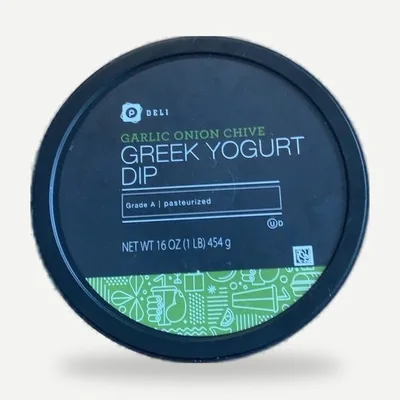 P DELI
GARLIC ONION CHIVE
GREEK YOGURT
DIP
Grade A | pasteurized
U D
NET WT 16 OZ (1 LB) 454 g